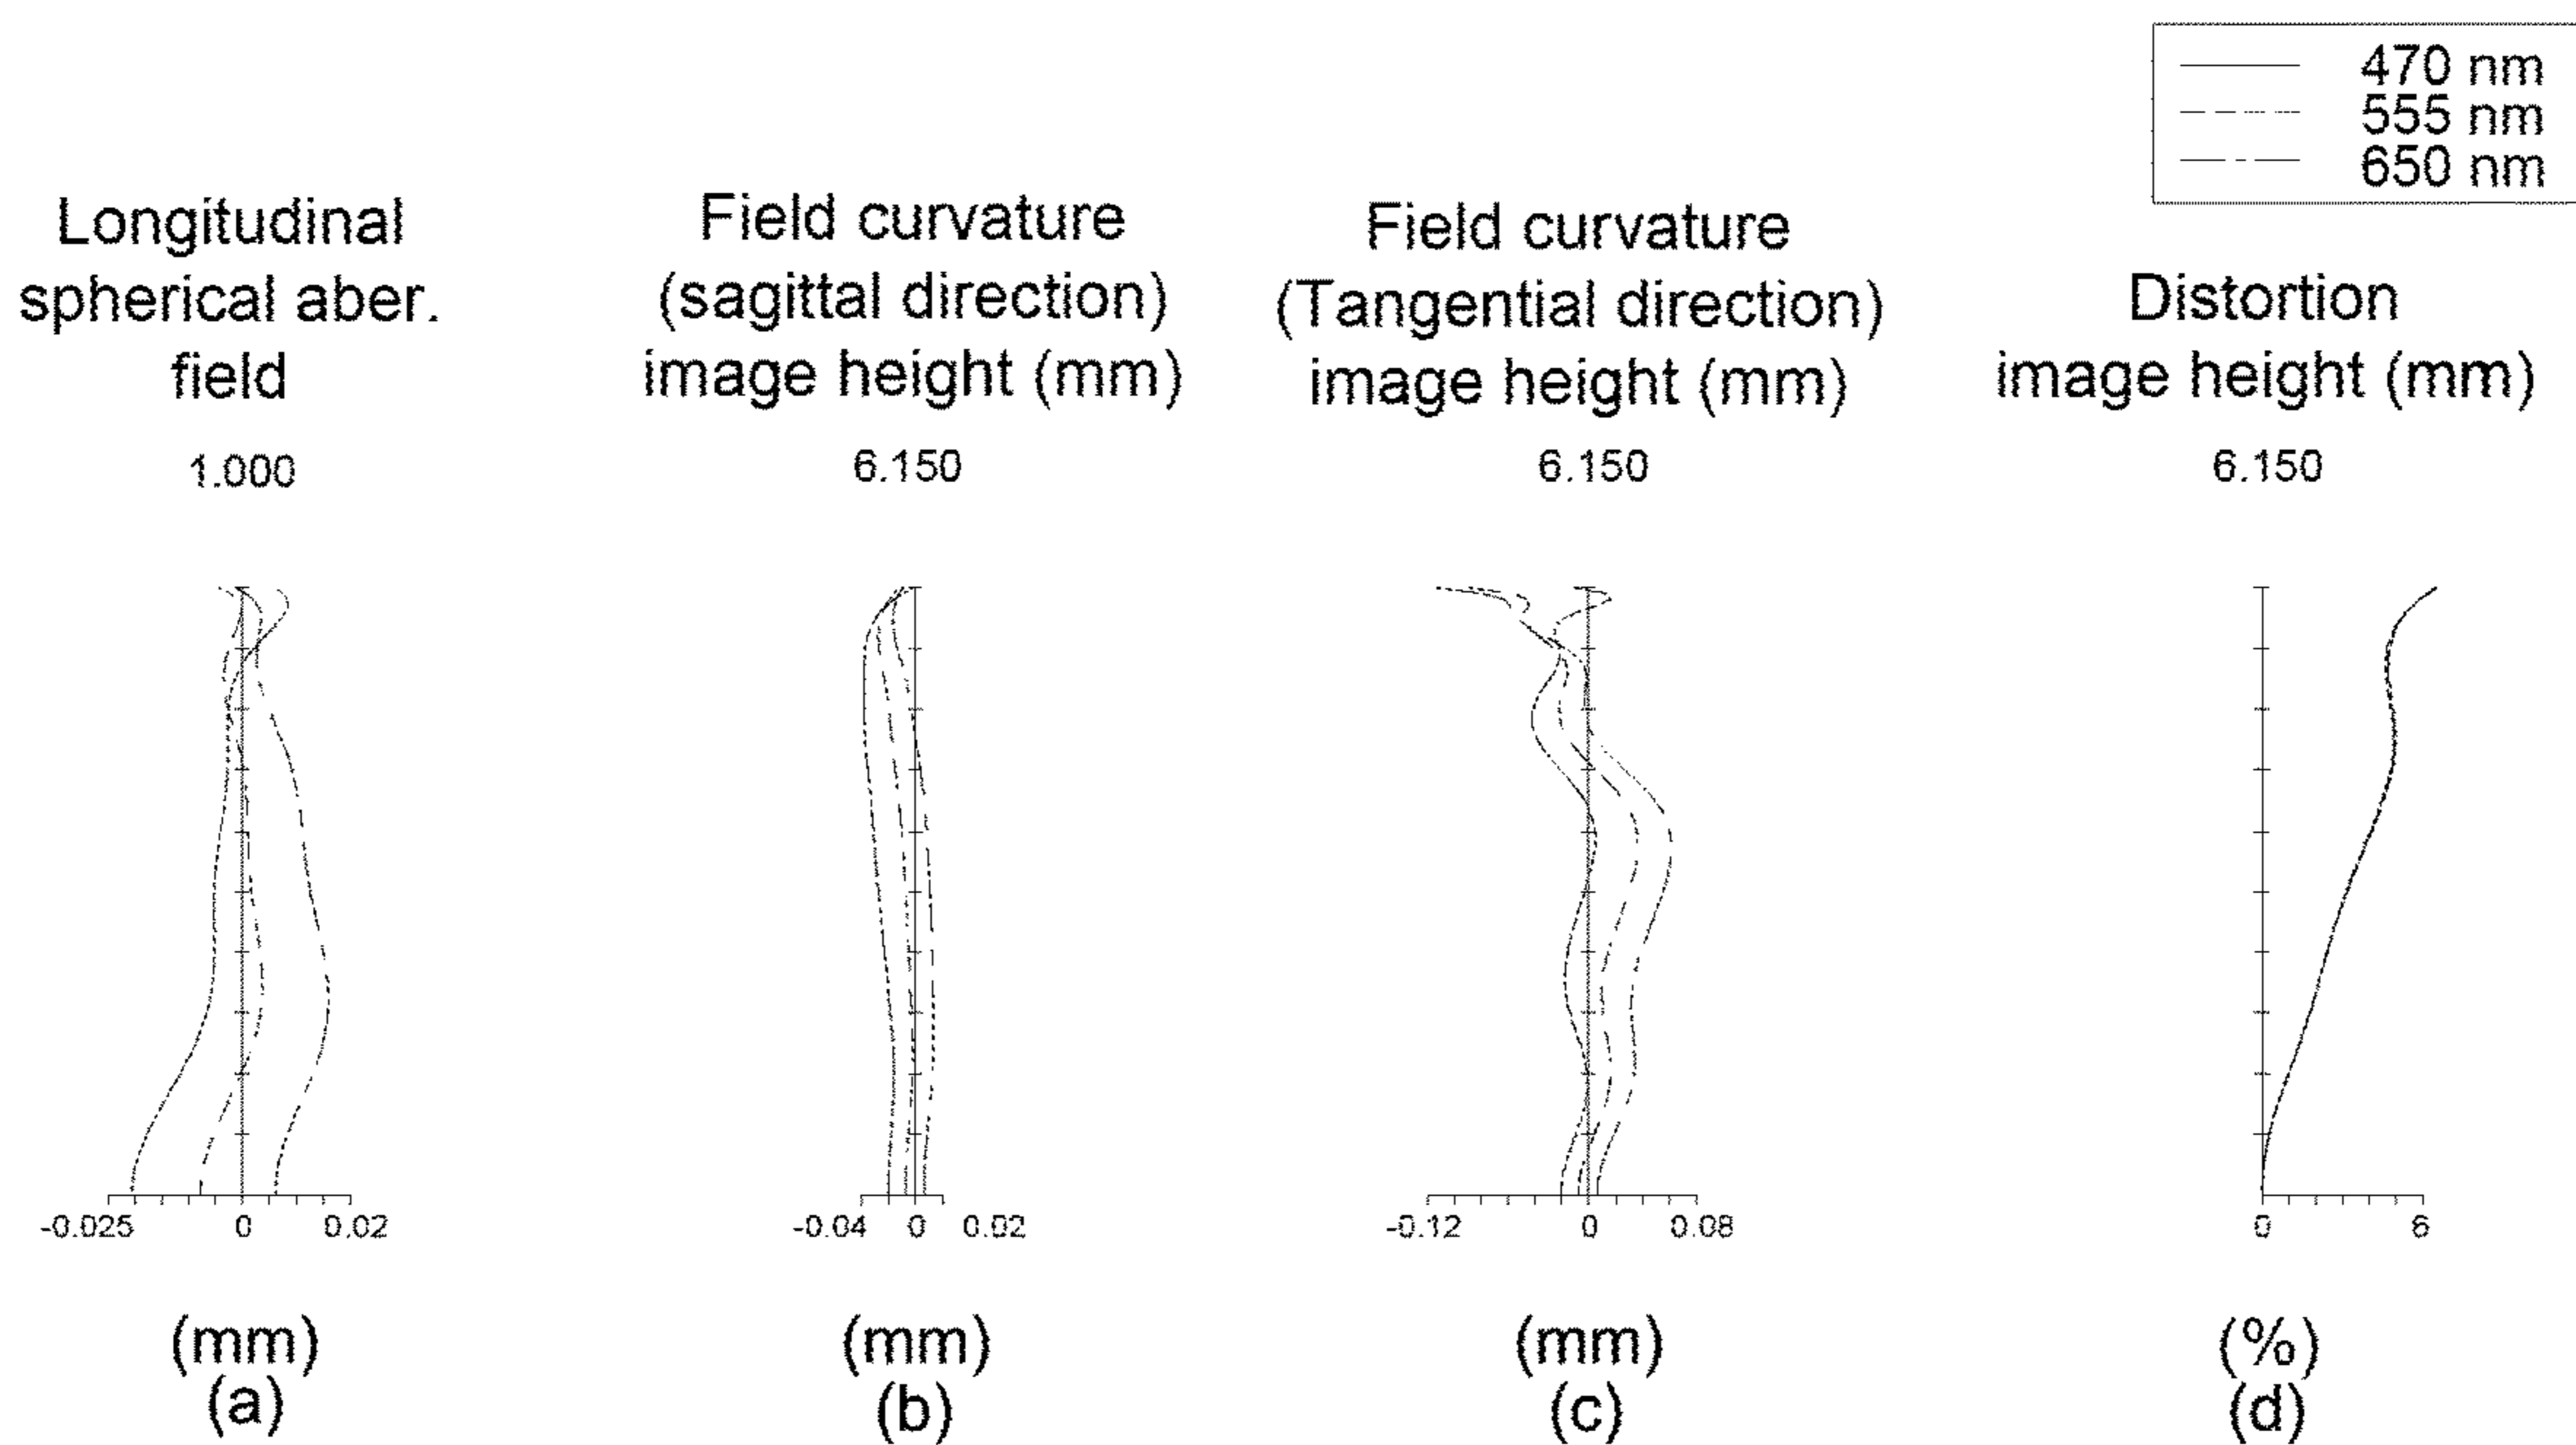 470 nm
555 nm
650 nm
Longitudinal
spherical aber.
field
1.000
Field curvature
(sagittal direction)
image height (mm)
6.150
Field curvature
(Tangential direction)
image height (mm)
6.150
Distortion
image height (mm)
6.150
-0.025 0 0.02
-0.04 0 0.02
-0.12 0 0.08
0 6
(mm)
(a)
(mm)
(b)
(mm)
(c)
(%)
(d)